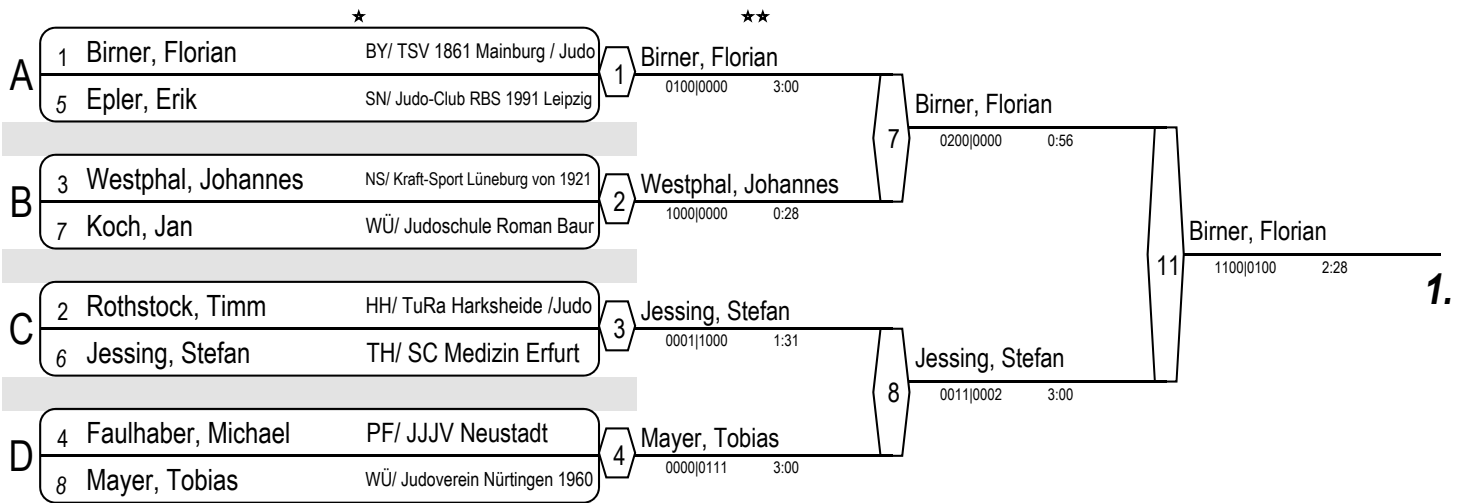 ★ ★★
A
1 Birner, Florian BY/ TSV 1861 Mainburg / Judo
5 Epler, Erik SN/ Judo-Club RBS 1991 Leipzig
1 Birner, Florian
0100|0000 3:00
B
3 Westphal, Johannes NS/ Kraft-Sport Lüneburg von 1921
7 Koch, Jan WÜ/ Judoschule Roman Baur
2 Westphal, Johannes
1000|0000 0:28
7 Birner, Florian
0200|0000 0:56
C
2 Rothstock, Timm HH/ TuRa Harksheide /Judo
6 Jessing, Stefan TH/ SC Medizin Erfurt
3 Jessing, Stefan
0001|1000 1:31
D
4 Faulhaber, Michael PF/ JJJV Neustadt
8 Mayer, Tobias WÜ/ Judoverein Nürtingen 1960
4 Mayer, Tobias
0000|0111 3:00
8 Jessing, Stefan
0011|0002 3:00
11 Birner, Florian
1100|0100 2:28
1.